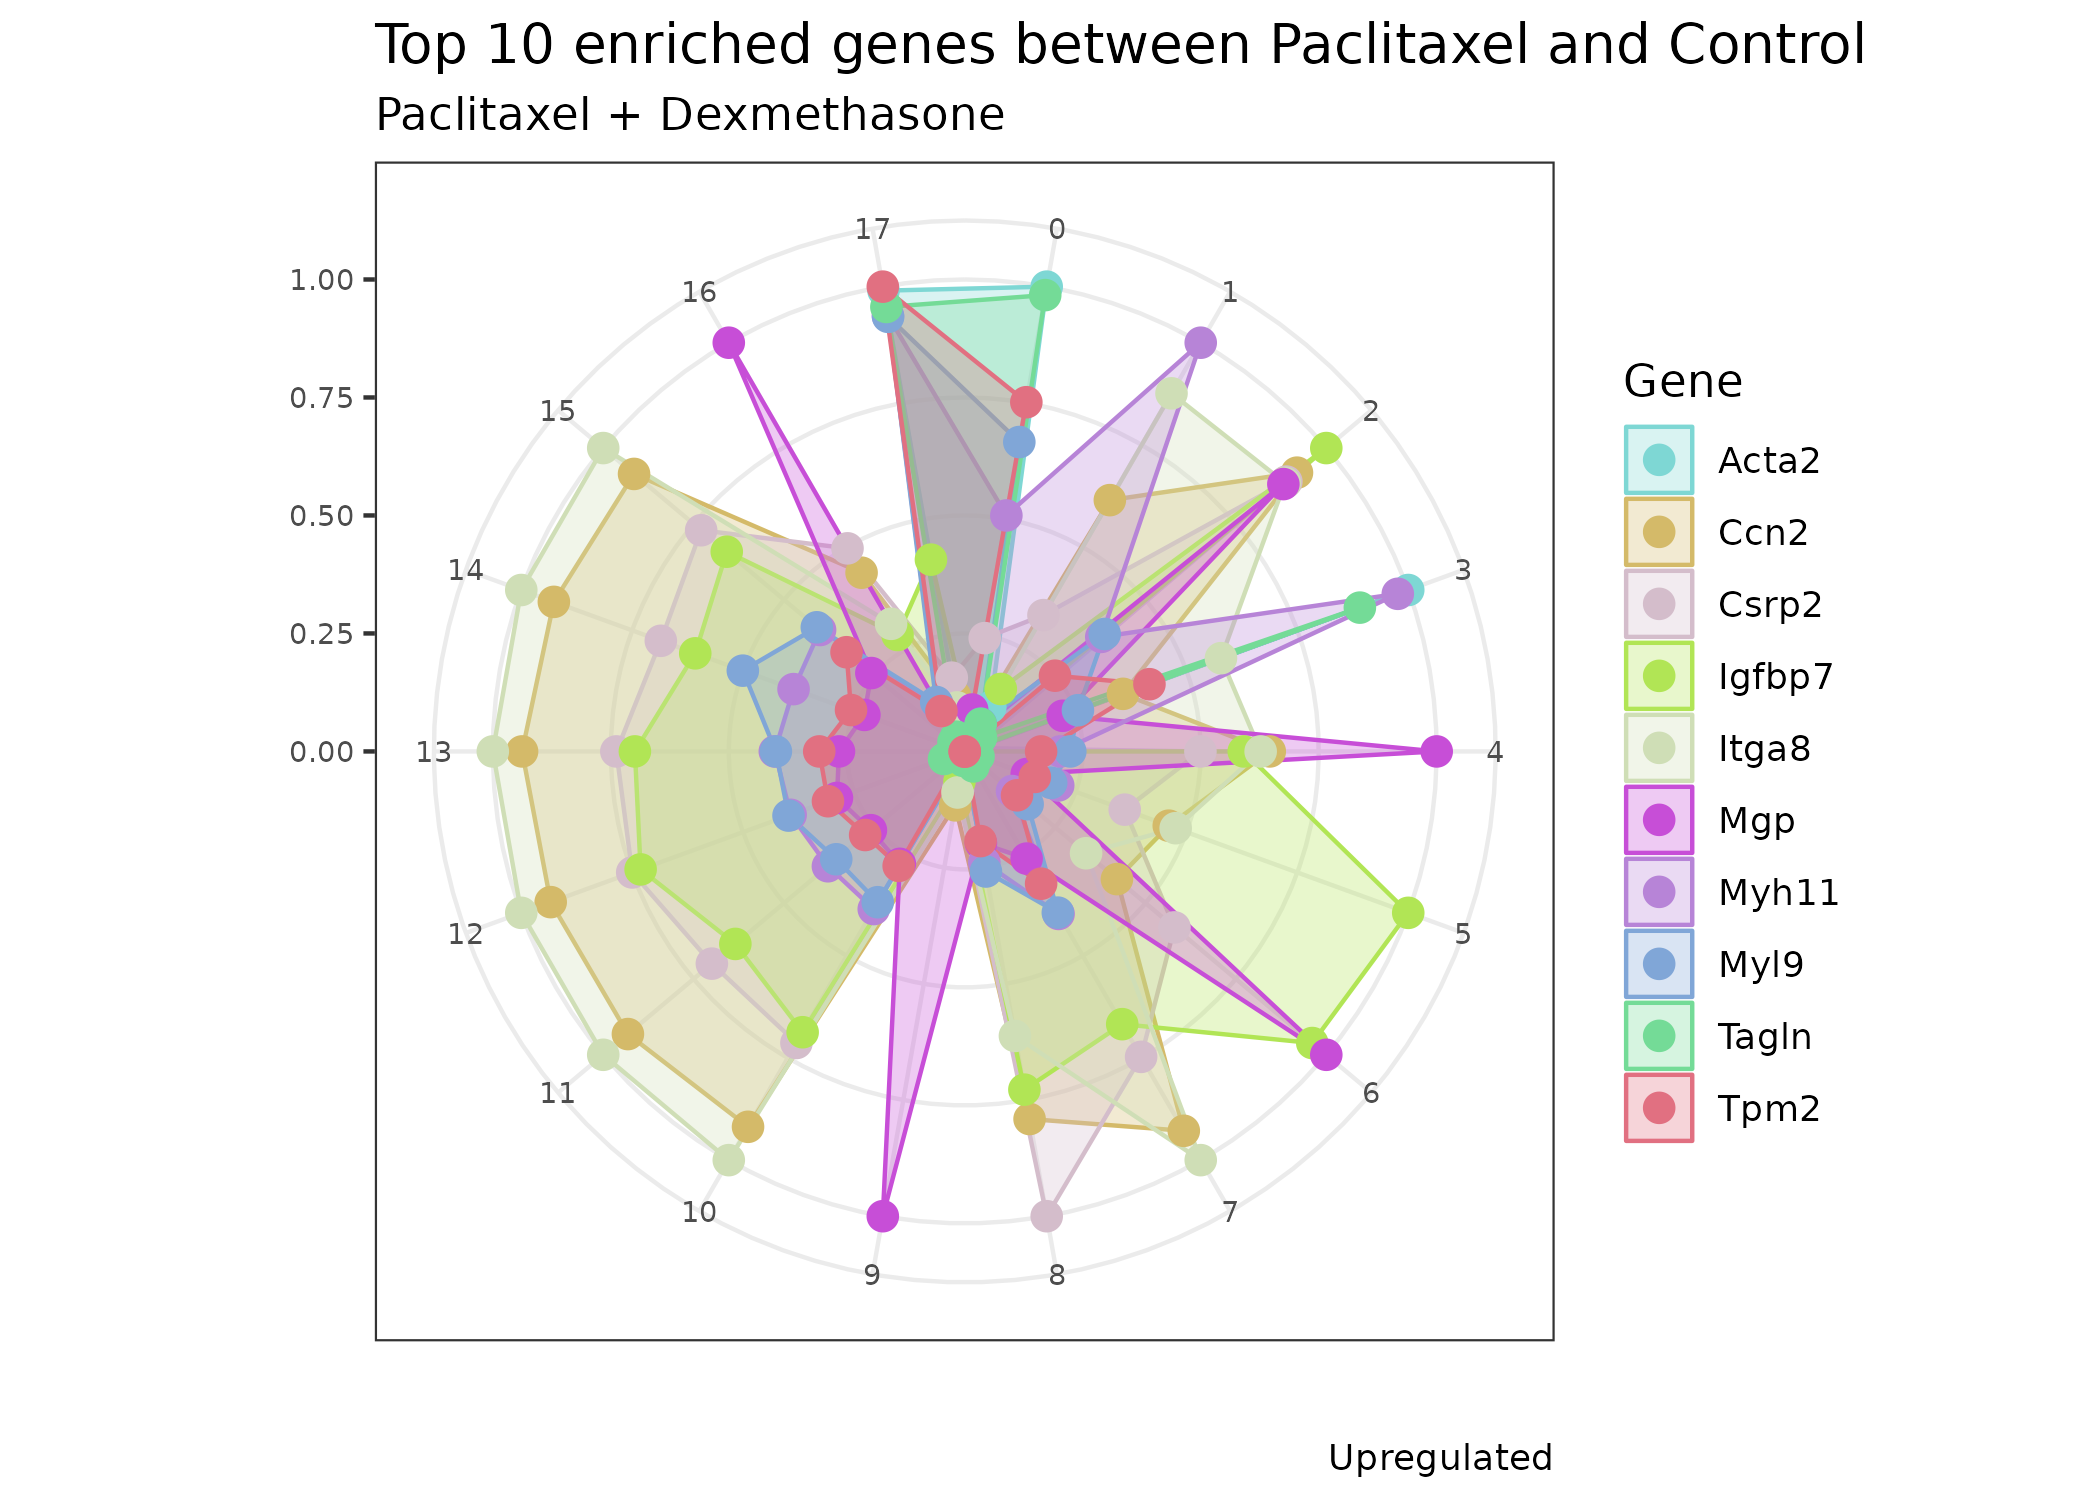 Top 10 enriched genes between Paclitaxel and Control
Paclitaxel + Dexmethasone
17
0
16
1
1.00
15
2
0.75
0.50
14
3
0.25
0.00
13
4
12
5
11
6
10
7
9
8
Gene
Acta2
Ccn2
Csrp2
Igfbp7
Itga8
Mgp
Myh11
Myl9
Tagln
Tpm2
Upregulated